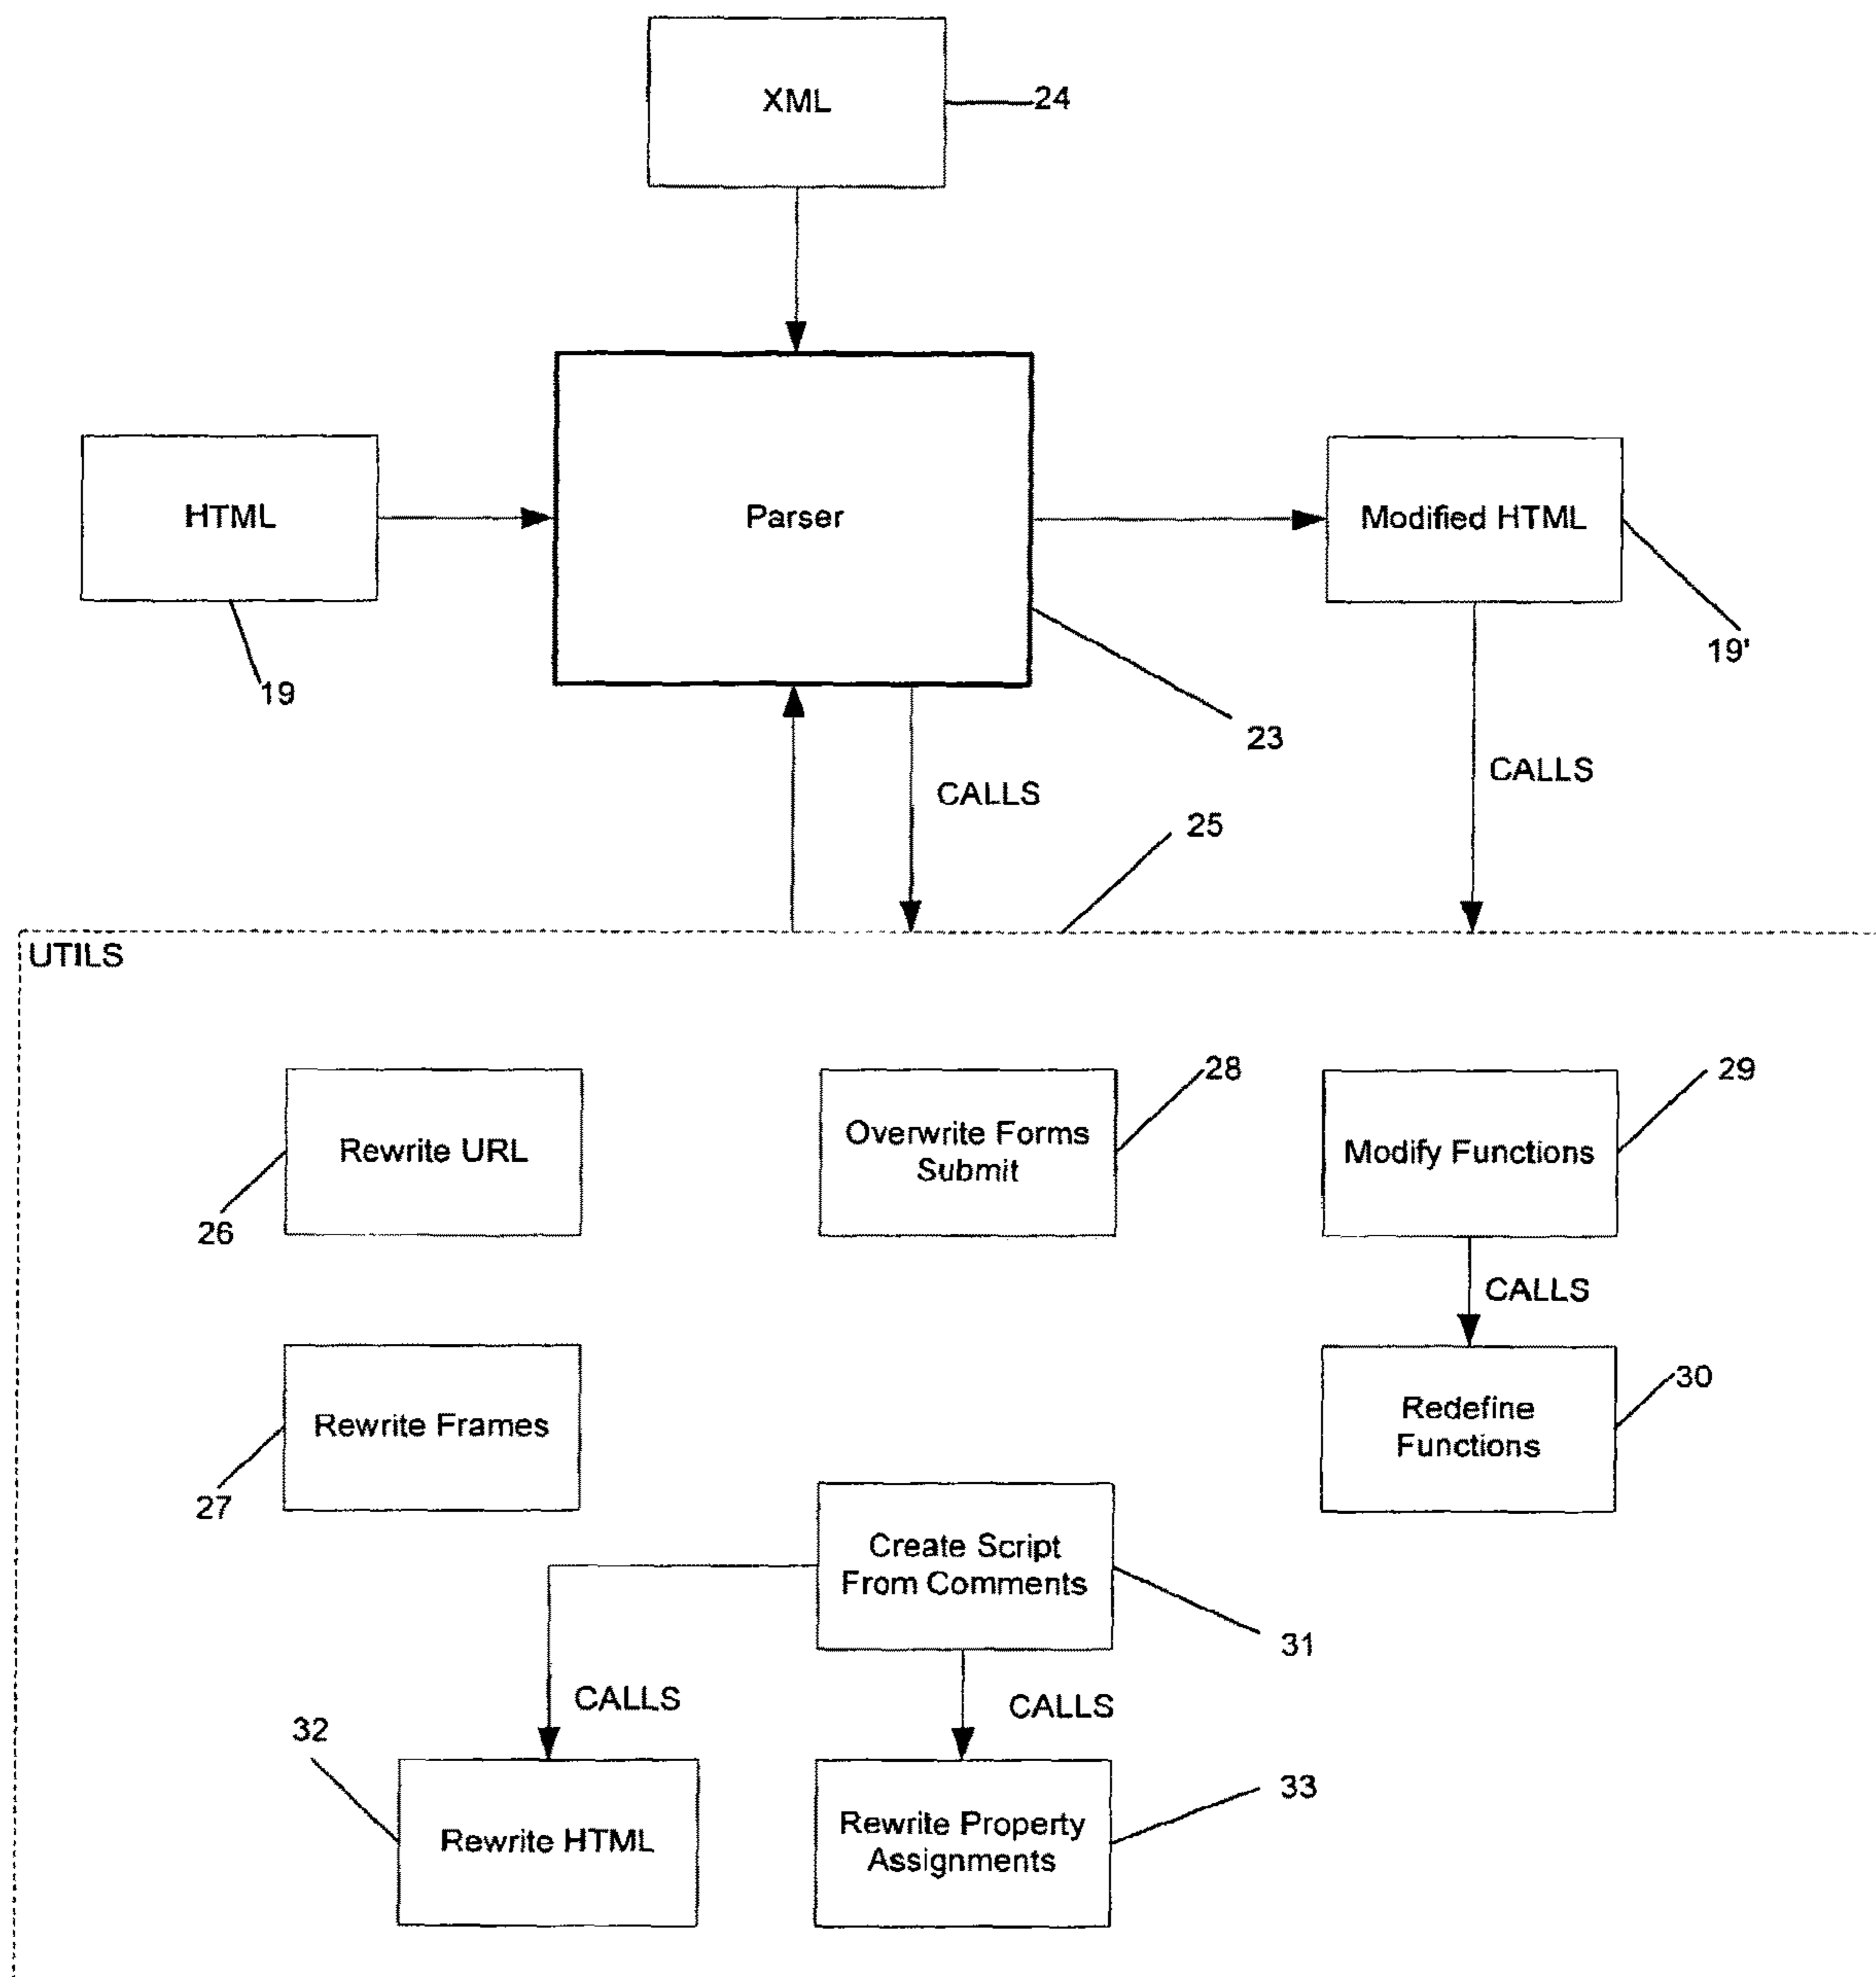 XML
24
HTML
Parser
Modified HTML
19
19'
23
CALLS
CALLS
25
UTILS
28
29
Rewrite URL
Overwrite Forms
Submit
Modify Functions
26
CALLS
Rewrite Frames
Redefine
Functions
30
27
Create Script
From Comments
31
CALLS
CALLS
32
33
Rewrite HTML
Rewrite Property
Assignments